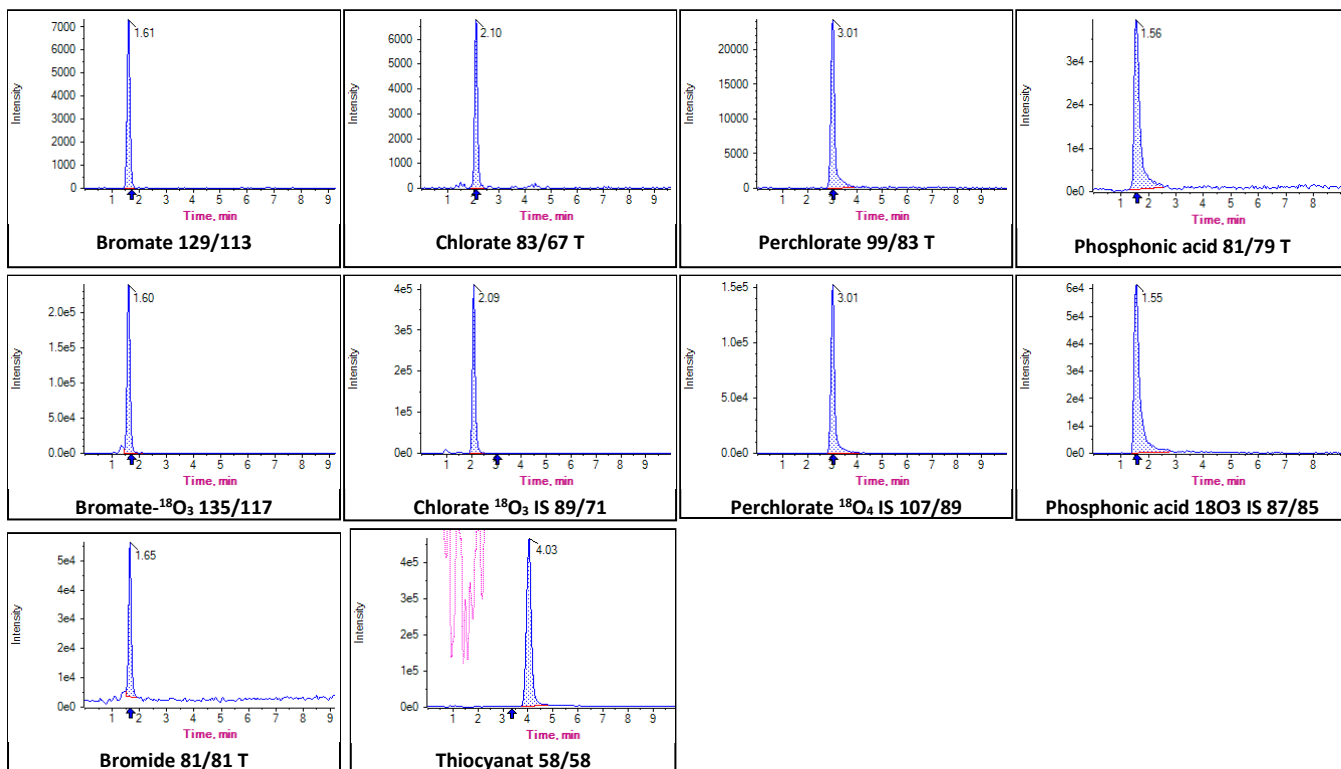 7000
6000
5000
4000
3000
2000
1000
0
Intensity
1.61
1 2 3 4 5 6 7 8 9
Time, min
Bromate 129/113
6000
5000
4000
3000
2000
1000
0
Intensity
2.10
1 2 3 4 5 6 7 8 9
Time, min
Chlorate 83/67 T
20000
15000
10000
5000
0
Intensity
3.01
1 2 3 4 5 6 7 8 9
Time, min
Perchlorate 99/83 T
3e4
2e4
1e4
0e0
Intensity
1.56
1 2 3 4 5 6 7 8
Time, min
Phosphonic acid 81/79 T
2.0e5
1.5e5
1.0e5
5.0e4
0.0e0
Intensity
1.60
1 2 3 4 5 6 7 8 9
Time, min
Bromate-¹⁸O₃ 135/117
4e5
3e5
2e5
1e5
0e0
Intensity
2.09
1 2 3 4 5 6 7 8 9
Time, min
Chlorate ¹⁸O₃ IS 89/71
1.5e5
1.0e5
5.0e4
0.0e0
Intensity
3.01
1 2 3 4 5 6 7 8 9
Time, min
Perchlorate ¹⁸O₄ IS 107/89
6e4
5e4
4e4
3e4
2e4
1e4
0e0
Intensity
1.55
1 2 3 4 5 6 7 8
Time, min
Phosphonic acid 18O3 IS 87/85
5e4
4e4
3e4
2e4
1e4
0e0
Intensity
1.65
1 2 3 4 5 6 7 8 9
Time, min
Bromide 81/81 T
4e5
3e5
2e5
1e5
0e0
Intensity
4.03
1 2 3 4 5 6 7 8 9
Time, min
Thiocyanat 58/58